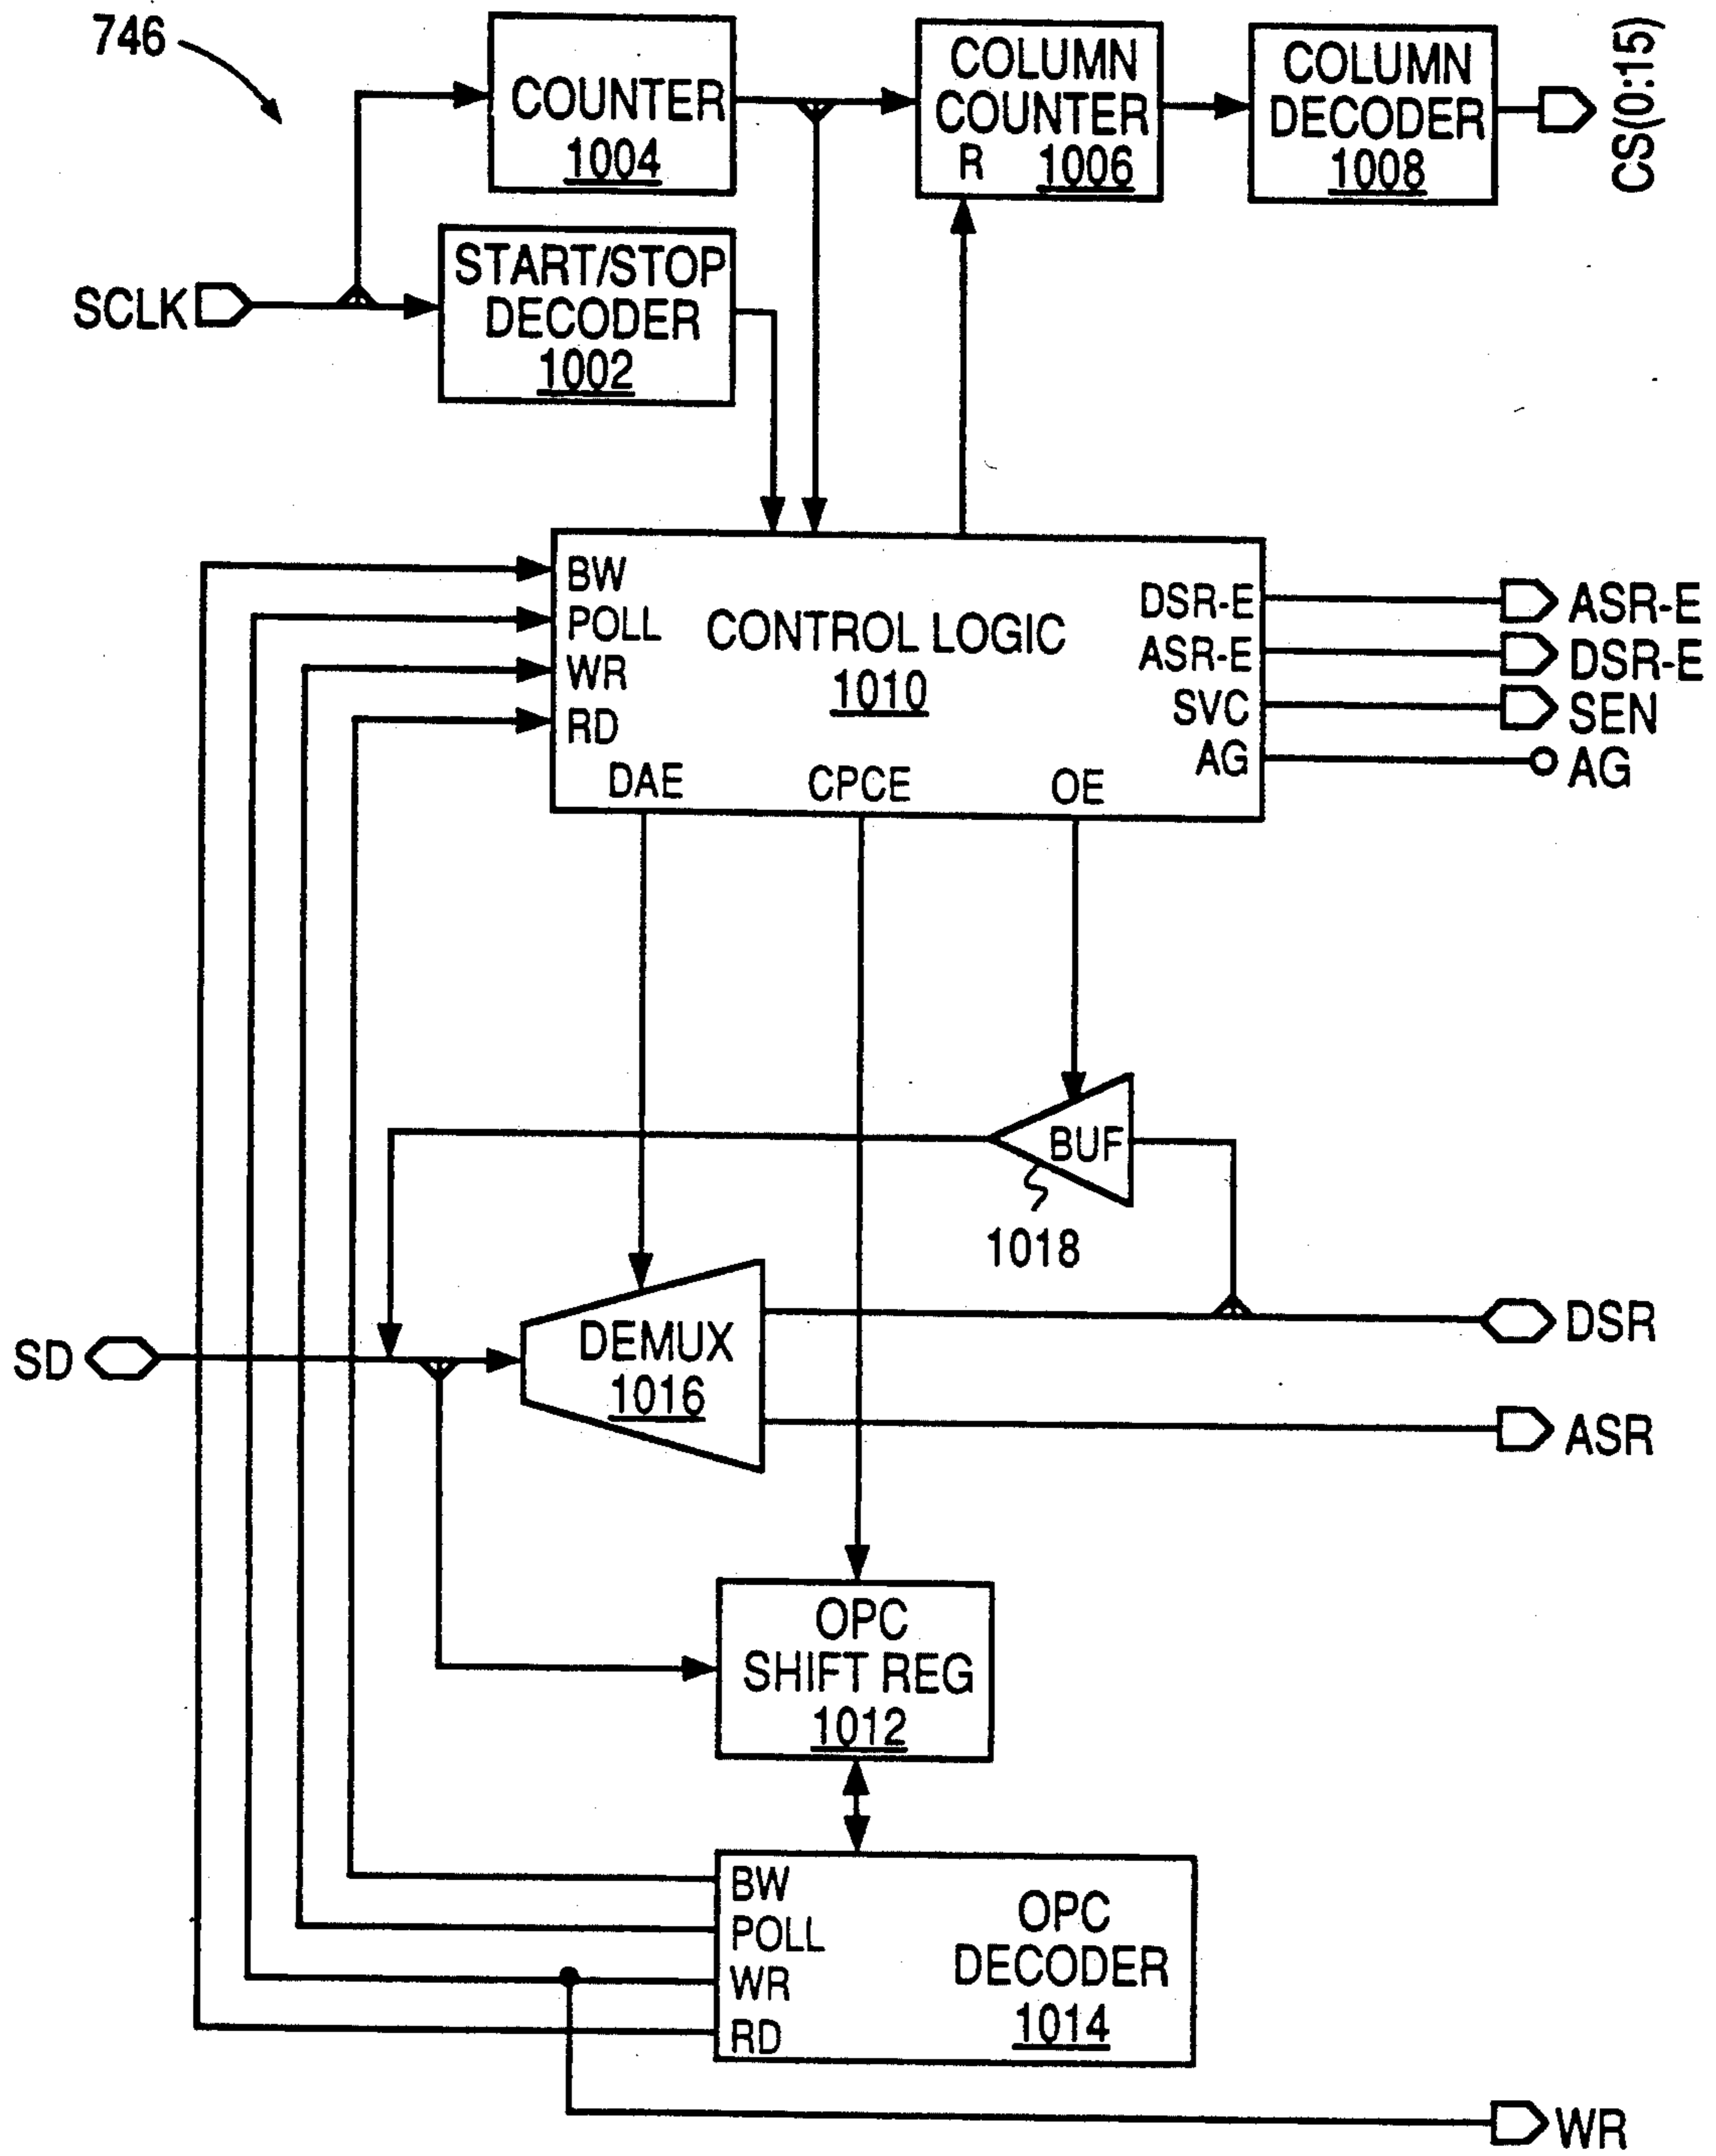 746
COUNTER
1004
COLUMN
COUNTER
R 1006
COLUMN
DECODER
1008
CS(0:15)
SCLK
START/STOP
DECODER
1002
BW
POLL
WR
RD
CONTROL LOGIC
1010
DSR-E
ASR-E
SVC
AG
DAE
CPCE
OE
ASR-E
DSR-E
SEN
AG
BUF
1018
SD
DEMUX
1016
DSR
ASR
OPC
SHIFT REG
1012
BW
POLL
WR
RD
OPC
DECODER
1014
WR